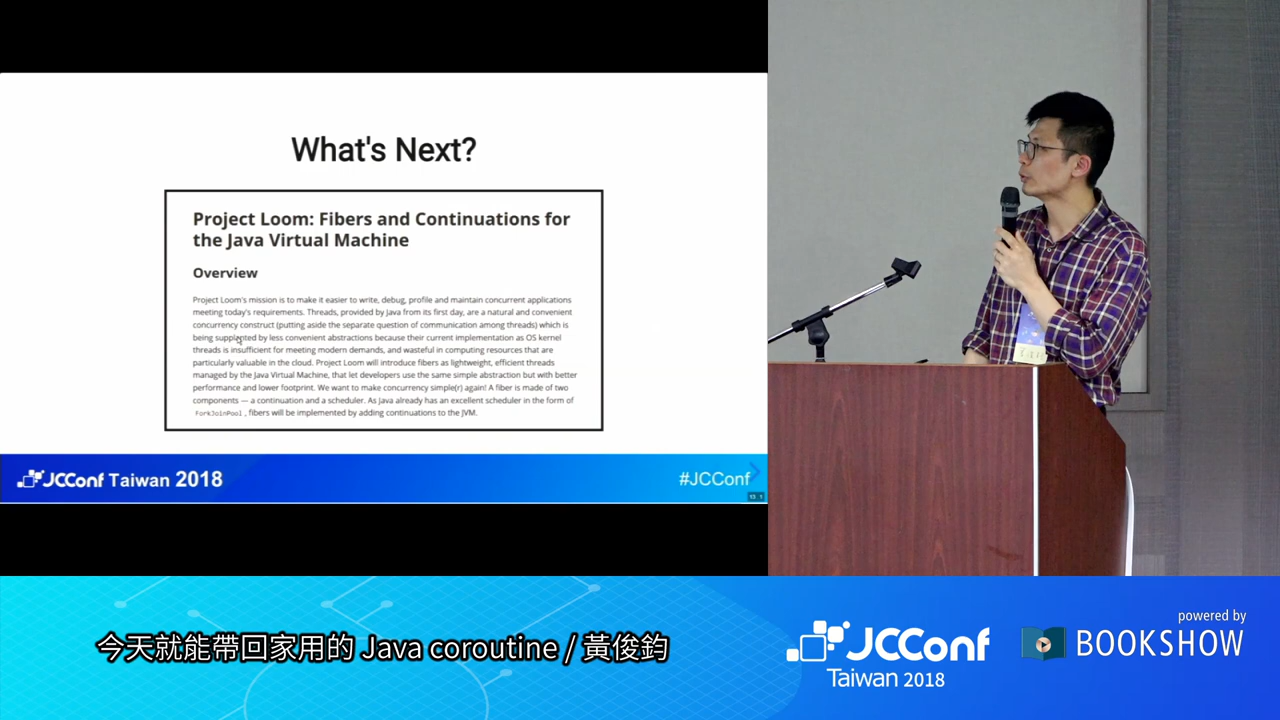 What's Next?
Project Loom: Fibers and Continuations for
the Java Virtual Machine
Overview
Project Loom's mission is to make it easier to write, debug, profile and maintain concurrent applications
meeting today's requirements. Threads, provided by Java from its first day, are a natural and convenient
concurrency construct (putting aside the separate question of communication among threads) which is
being supplanted by less convenient abstractions because their current implementation as OS kernel
threads is insufficient for meeting modern demands, and wasteful in computing resources that are
particularly valuable in the cloud. Project Loom will introduce fibers as lightweight, efficient threads
managed by the Java Virtual Machine, that let developers use the same simple abstraction but with better
performance and lower footprint. We want to make concurrency simple(r) again! A fiber is made of two
components — a continuation and a scheduler. As Java already has an excellent scheduler in the form of
ForkJoinPool, fibers will be implemented by adding continuations to the JVM.
JCConf Taiwan 2018
#JCConf
今天就能帶回家用的 Java coroutine / 黃俊鈞
JCConf
Taiwan 2018
powered by
BOOKSHOW